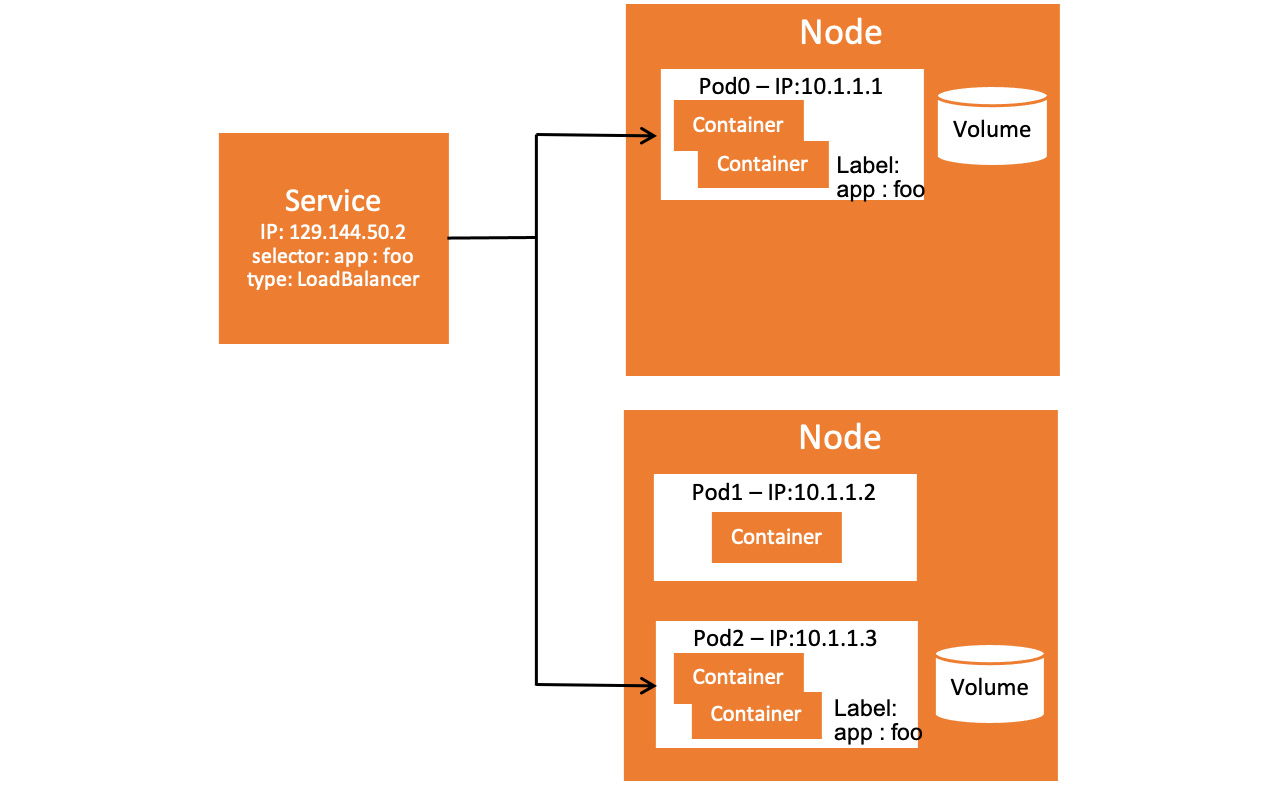 Service
IP: 129.144.50.2
selector: app : foo
type: LoadBalancer
Node
Pod0 – IP:10.1.1.1
Container
Container
Label:
app : foo
Volume
Node
Pod1 – IP:10.1.1.2
Container
Pod2 – IP:10.1.1.3
Container
Container
Label:
app : foo
Volume